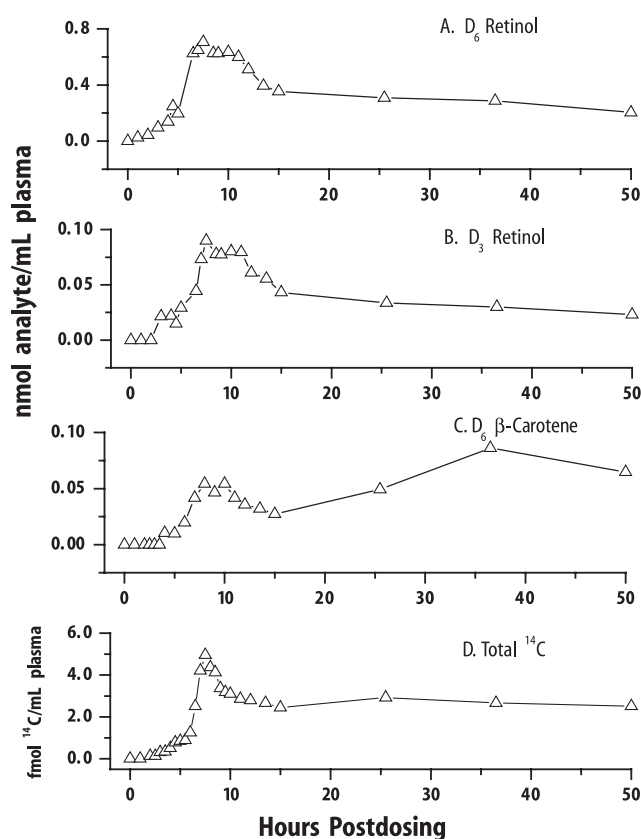 nmol analyte/mL plasma
A. D₆ Retinol
0.8
0.4
0.0
0 10 20 30 40 50
B. D₃ Retinol
0.10
0.05
0.00
0 10 20 30 40 50
C. D₆ β-Carotene
0.10
0.05
0.00
0 10 20 30 40 50
fmol ¹⁴C/mL plasma
D. Total ¹⁴C
6.0
4.0
2.0
0.0
0 10 20 30 40 50
Hours Postdosing